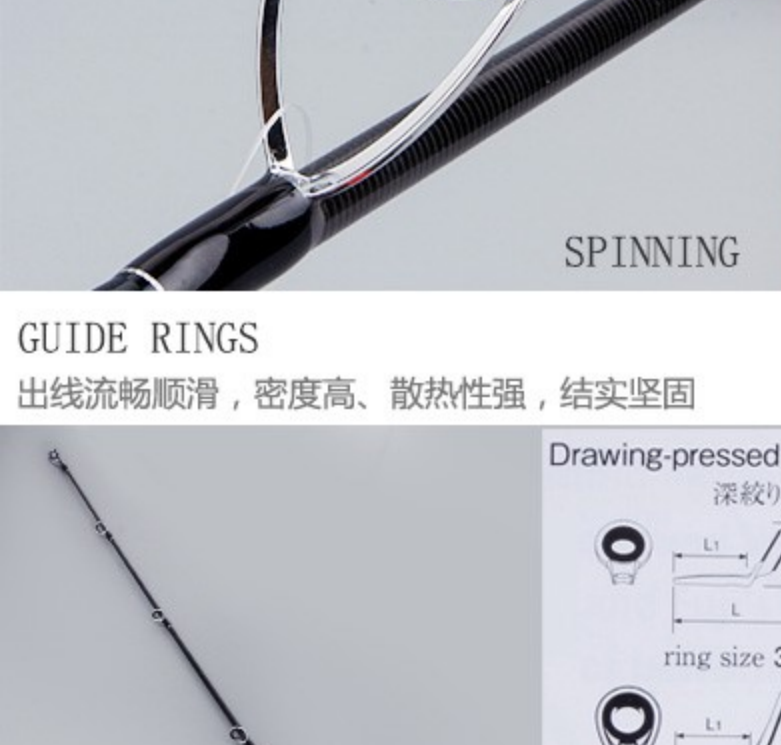 SPINNING
GUIDE RINGS
出线流畅顺滑，密度高、散热性强，结实坚固
Drawing-pressed
深絞り
L1
L
ring size 3
L1